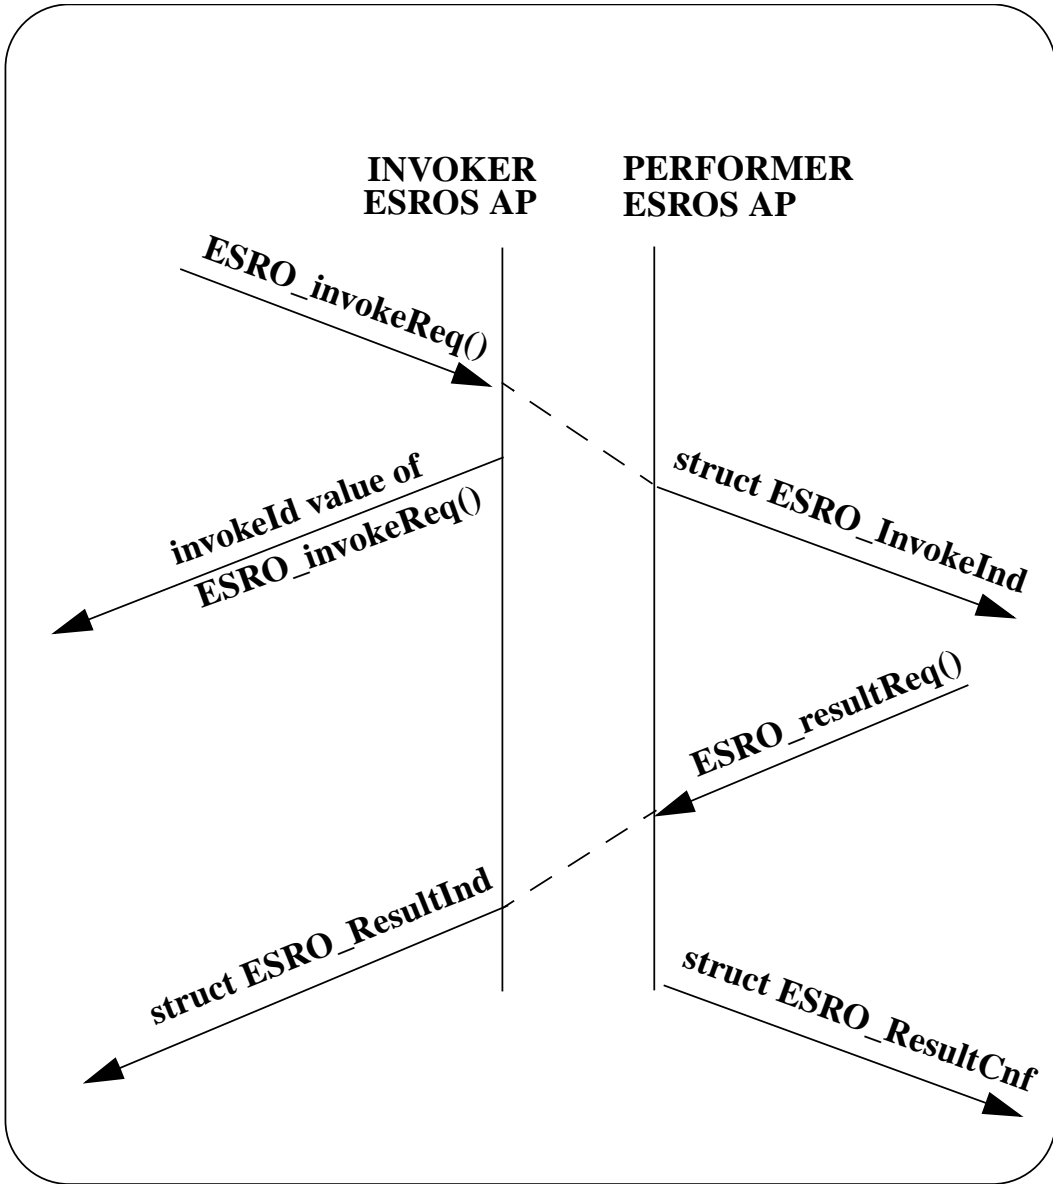 INVOKER
ESROS AP
PERFORMER
ESROS AP
ESRO_invokeReq()
invokeId value of
ESRO_invokeReq()
struct ESRO_InvokeInd
ESRO_resultReq()
struct ESRO_ResultInd
struct ESRO_ResultCnf